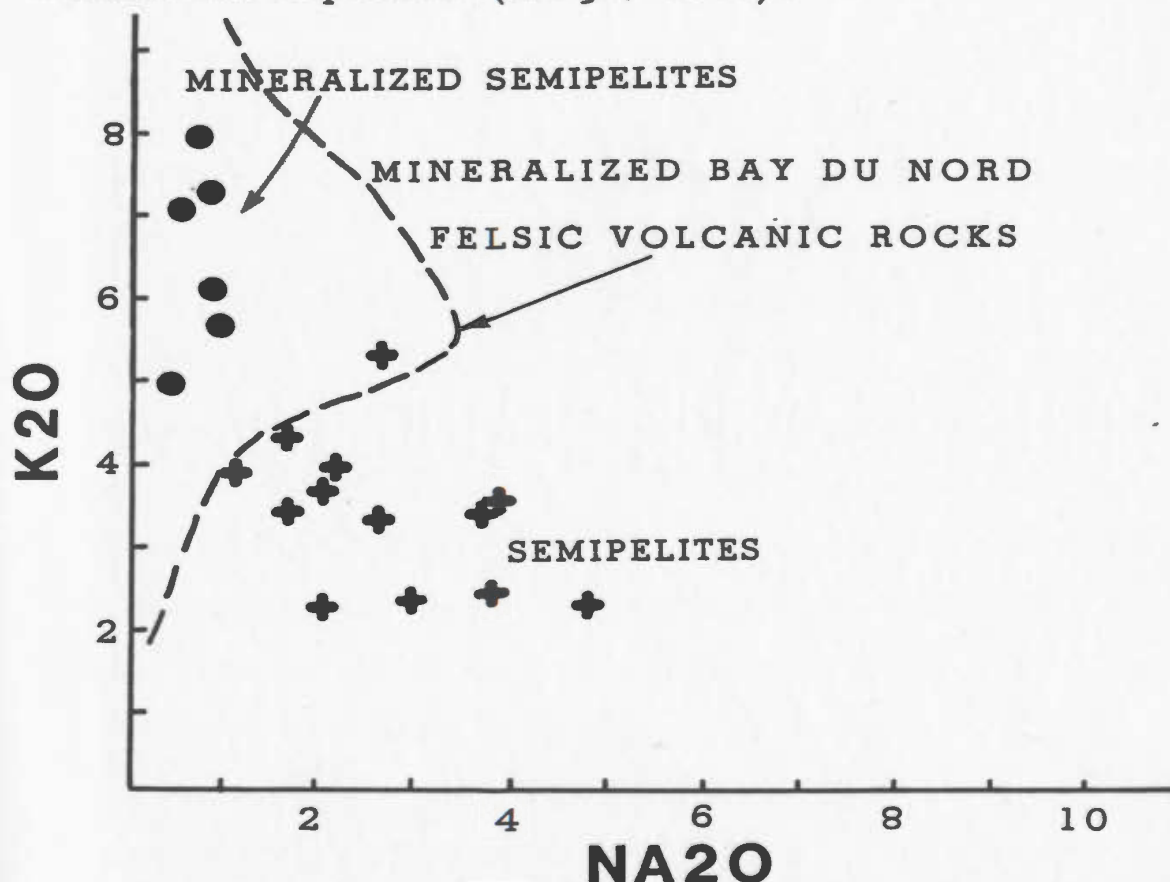 MINERALIZED SEMIPELITES
8
MINERALIZED BAY DU NORD
FELSIC VOLCANIC ROCKS
6
K2O
4
SEMIPELITES
2
2 4 6 8 10
NA2O